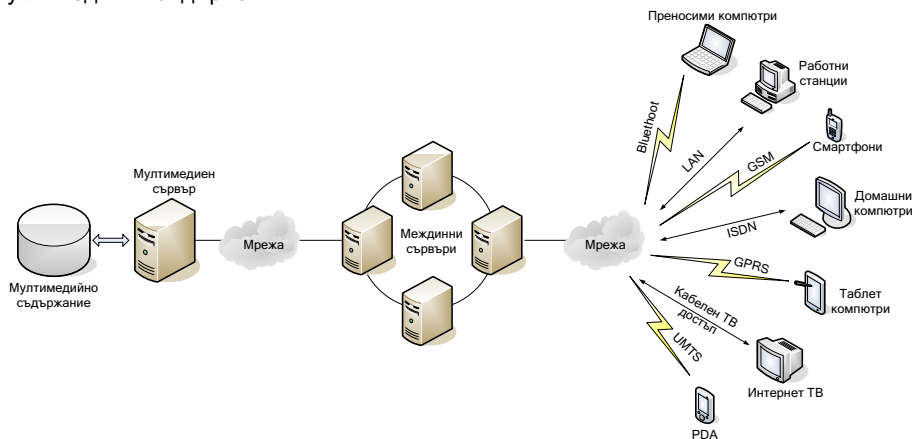 Преносими компютри
Работни
станции
Bluethoot
LAN
GSM
Смартфони
Мултимедиен
сървър
Домашни
компютри
Мрежа
Междинни
сървъри
Мрежа
ISDN
GPRS
Мултимедийно
съдържание
Таблет
компютри
Кабелен ТВ
достъп
UMTS
Интернет ТВ
PDA